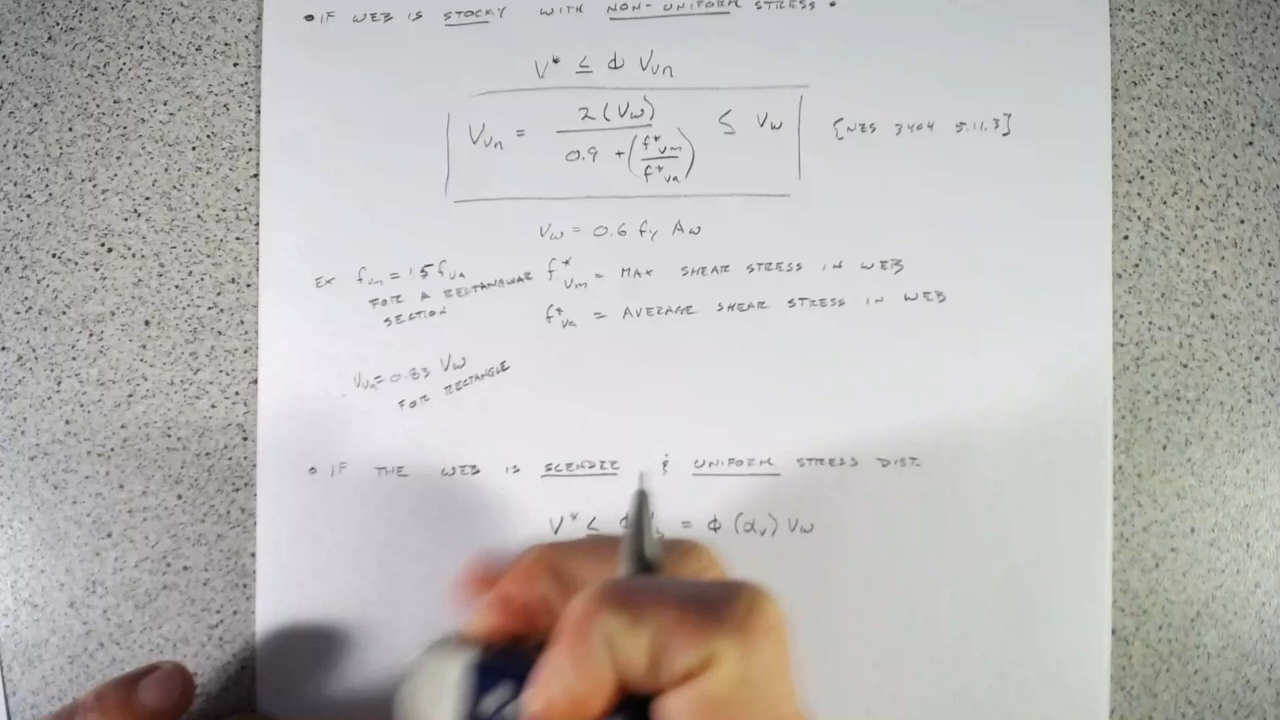 • IF WEB IS STOCKY WITH NON-UNIFORM STRESS •
V* ≤ ϕ Vvn
Vvn = 2(Vw) / 0.9 + (f*vm / f*va) ≤ Vw [NZS 3404 5.11.3]
Vw = 0.6 fy Aw
EX fvm = 1.5 fva
FOR A RECTANGULAR SECTION
f*vm = MAX SHEAR STRESS IN WEB
f*va = AVERAGE SHEAR STRESS IN WEB
Vvn = 0.83 Vw
FOR RECTANGLE
• IF THE WEB IS SLENDER & UNIFORM STRESS DIST.
V* ≤ ϕ = ϕ (αv) Vw